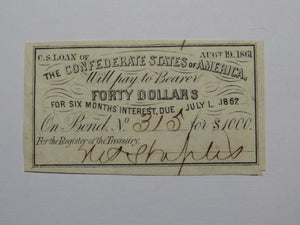 C.S. LOAN OF AUGT 19, 1861
THE CONFEDERATE STATES OF AMERICA,
Will pay to Bearer
FORTY DOLLARS
FOR SIX MONTHS INTEREST, DUE JULY 1, 1867
On Bond No 315 for $1000.
For the Register of the Treasury.